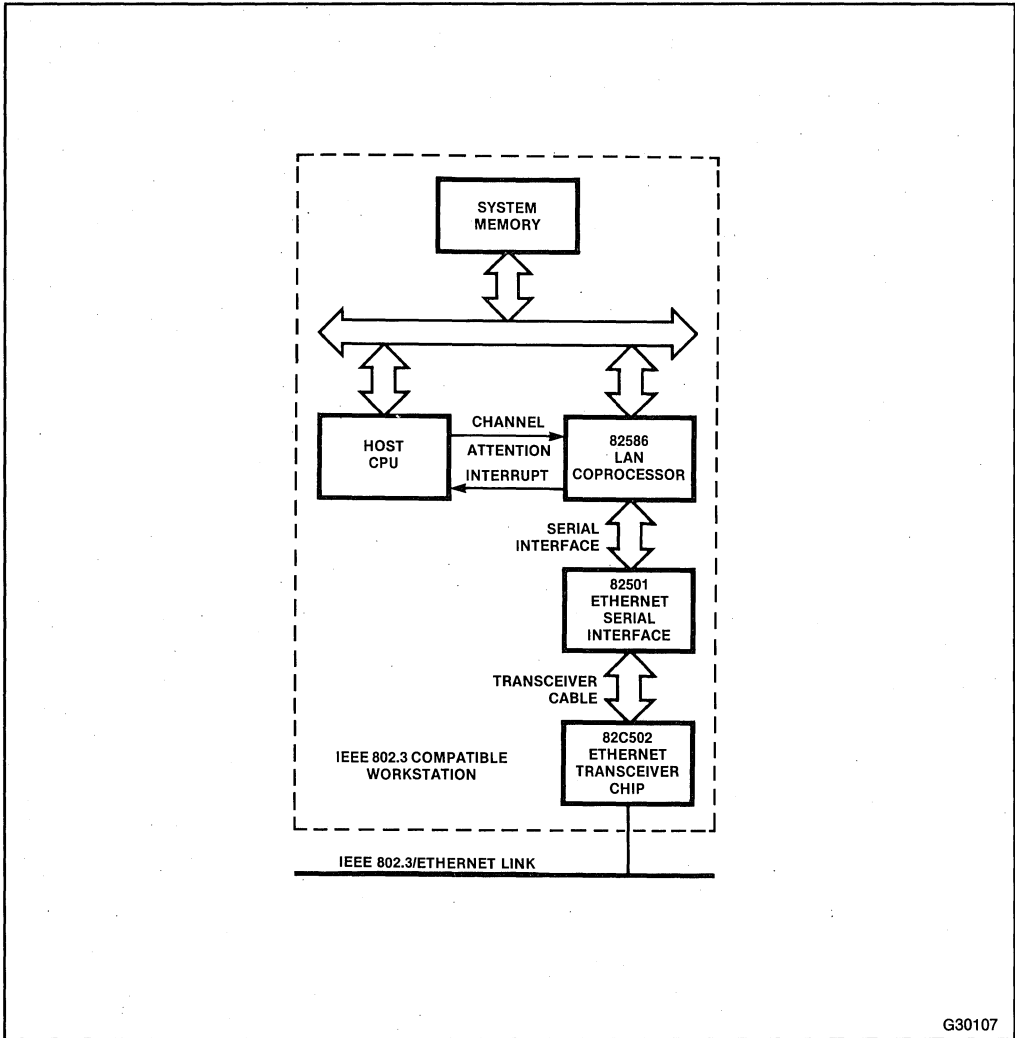 SYSTEM
MEMORY
HOST
CPU
CHANNEL
ATTENTION
INTERRUPT
82586
LAN
COPROCESSOR
SERIAL
INTERFACE
82501
ETHERNET
SERIAL
INTERFACE
TRANSCEIVER
CABLE
82C502
ETHERNET
TRANSCEIVER
CHIP
IEEE 802.3 COMPATIBLE
WORKSTATION
IEEE 802.3/ETHERNET LINK
G30107